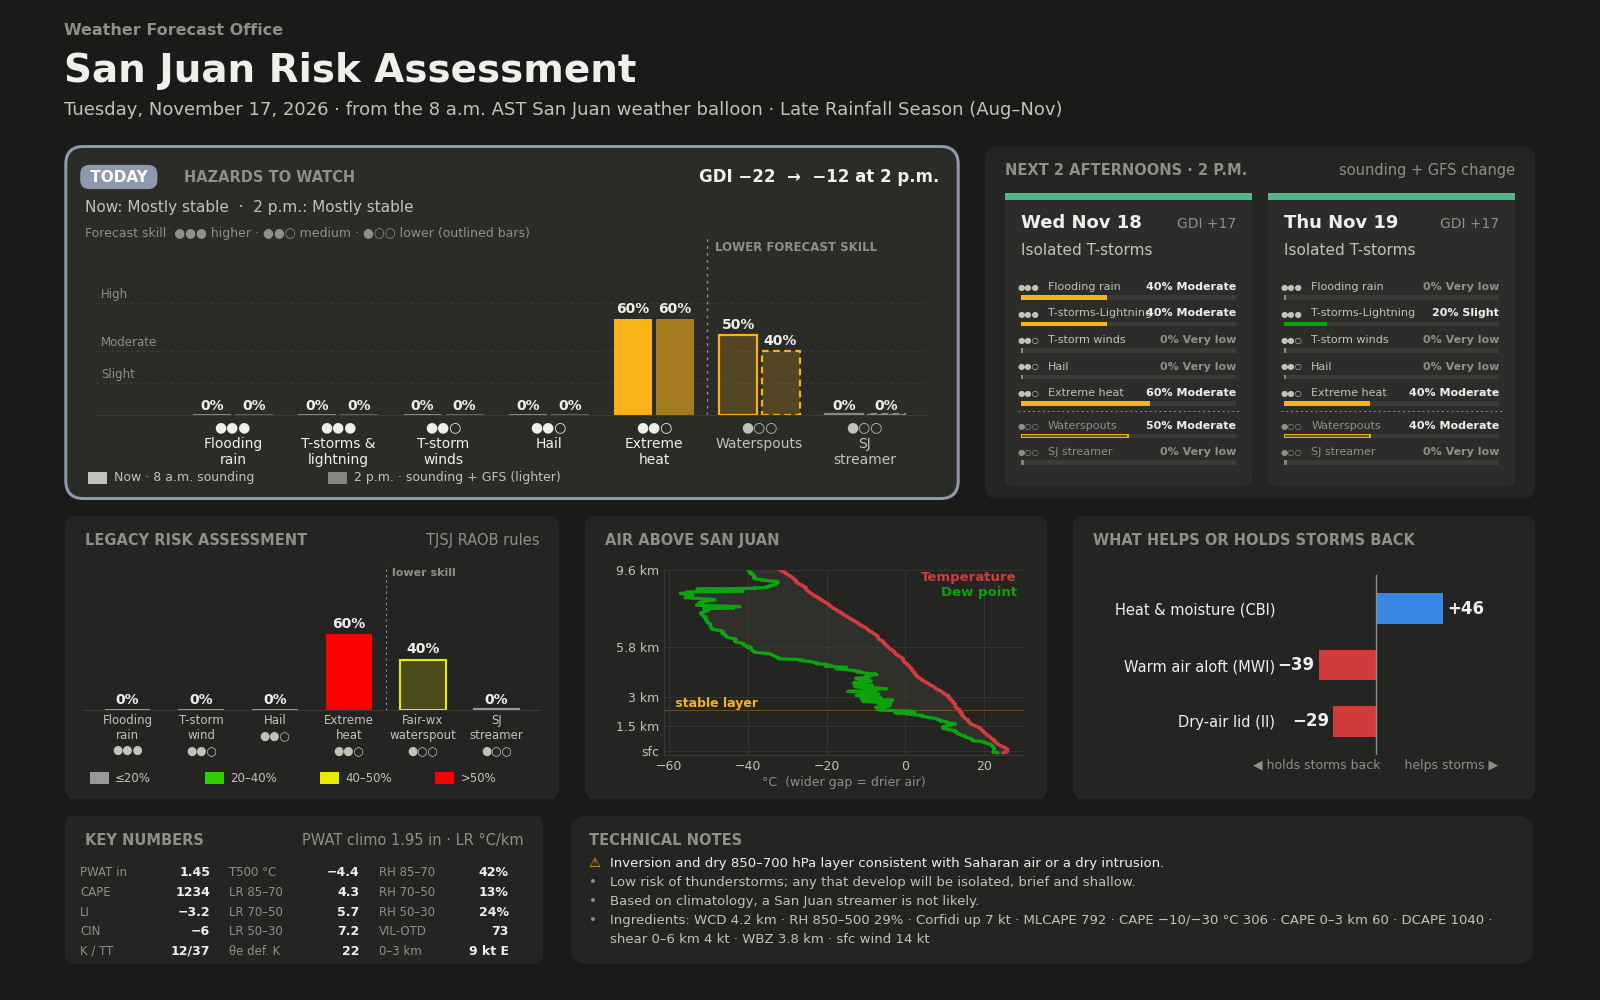 Weather Forecast Office
San Juan Risk Assessment
Tuesday, November 17, 2026 · from the 8 a.m. AST San Juan weather balloon · Late Rainfall Season (Aug–Nov)
TODAY HAZARDS TO WATCH GDI −22 → −12 at 2 p.m.
Now: Mostly stable · 2 p.m.: Mostly stable
Forecast skill ●●● higher · ●●○ medium · ●○○ lower (outlined bars)
LOWER FORECAST SKILL
High
Moderate
Slight
0% 0% 0% 0% 0% 0% 0% 0% 60% 60% 50% 40% 0% 0%
●●● ●●● ●●○ ●●○ ●●○ ●○○ ●○○
Flooding rain
T-storms & lightning
T-storm winds
Hail
Extreme heat
Waterspouts
SJ streamer
Now · 8 a.m. sounding
2 p.m. · sounding + GFS (lighter)
NEXT 2 AFTERNOONS · 2 P.M. sounding + GFS change
Wed Nov 18 GDI +17
Isolated T-storms
●●● Flooding rain 40% Moderate
●●● T-storms-Lightning 40% Moderate
●●○ T-storm winds 0% Very low
●●○ Hail 0% Very low
●●○ Extreme heat 60% Moderate
●○○ Waterspouts 50% Moderate
●○○ SJ streamer 0% Very low
Thu Nov 19 GDI +17
Isolated T-storms
●●● Flooding rain 0% Very low
●●● T-storms-Lightning 20% Slight
●●○ T-storm winds 0% Very low
●●○ Hail 0% Very low
●●○ Extreme heat 40% Moderate
●○○ Waterspouts 40% Moderate
●○○ SJ streamer 0% Very low
LEGACY RISK ASSESSMENT TJSJ RAOB rules
lower skill
0% 0% 0% 60% 40% 0%
Flooding rain ●●●
T-storm wind ●●○
Hail ●●○
Extreme heat ●●○
Fair-wx waterspout ●○○
SJ streamer ●○○
≤20% 20–40% 40–50% >50%
AIR ABOVE SAN JUAN
Temperature
Dew point
9.6 km
5.8 km
3 km
stable layer
1.5 km
sfc
−60 −40 −20 0 20
°C (wider gap = drier air)
WHAT HELPS OR HOLDS STORMS BACK
Heat & moisture (CBI) +46
Warm air aloft (MWI) −39
Dry-air lid (II) −29
◀ holds storms back helps storms ▶
KEY NUMBERS PWAT climo 1.95 in · LR °C/km
PWAT in 1.45 T500 °C −4.4 RH 85–70 42%
CAPE 1234 LR 85–70 4.3 RH 70–50 13%
LI −3.2 LR 70–50 5.7 RH 50–30 24%
CIN −6 LR 50–30 7.2 VIL-OTD 73
K / TT 12/37 θe def. K 22 0–3 km 9 kt E
TECHNICAL NOTES
⚠ Inversion and dry 850–700 hPa layer consistent with Saharan air or a dry intrusion.
• Low risk of thunderstorms; any that develop will be isolated, brief and shallow.
• Based on climatology, a San Juan streamer is not likely.
• Ingredients: WCD 4.2 km · RH 850–500 29% · Corfidi up 7 kt · MLCAPE 792 · CAPE −10/−30 °C 306 · CAPE 0–3 km 60 · DCAPE 1040 ·
shear 0–6 km 4 kt · WBZ 3.8 km · sfc wind 14 kt